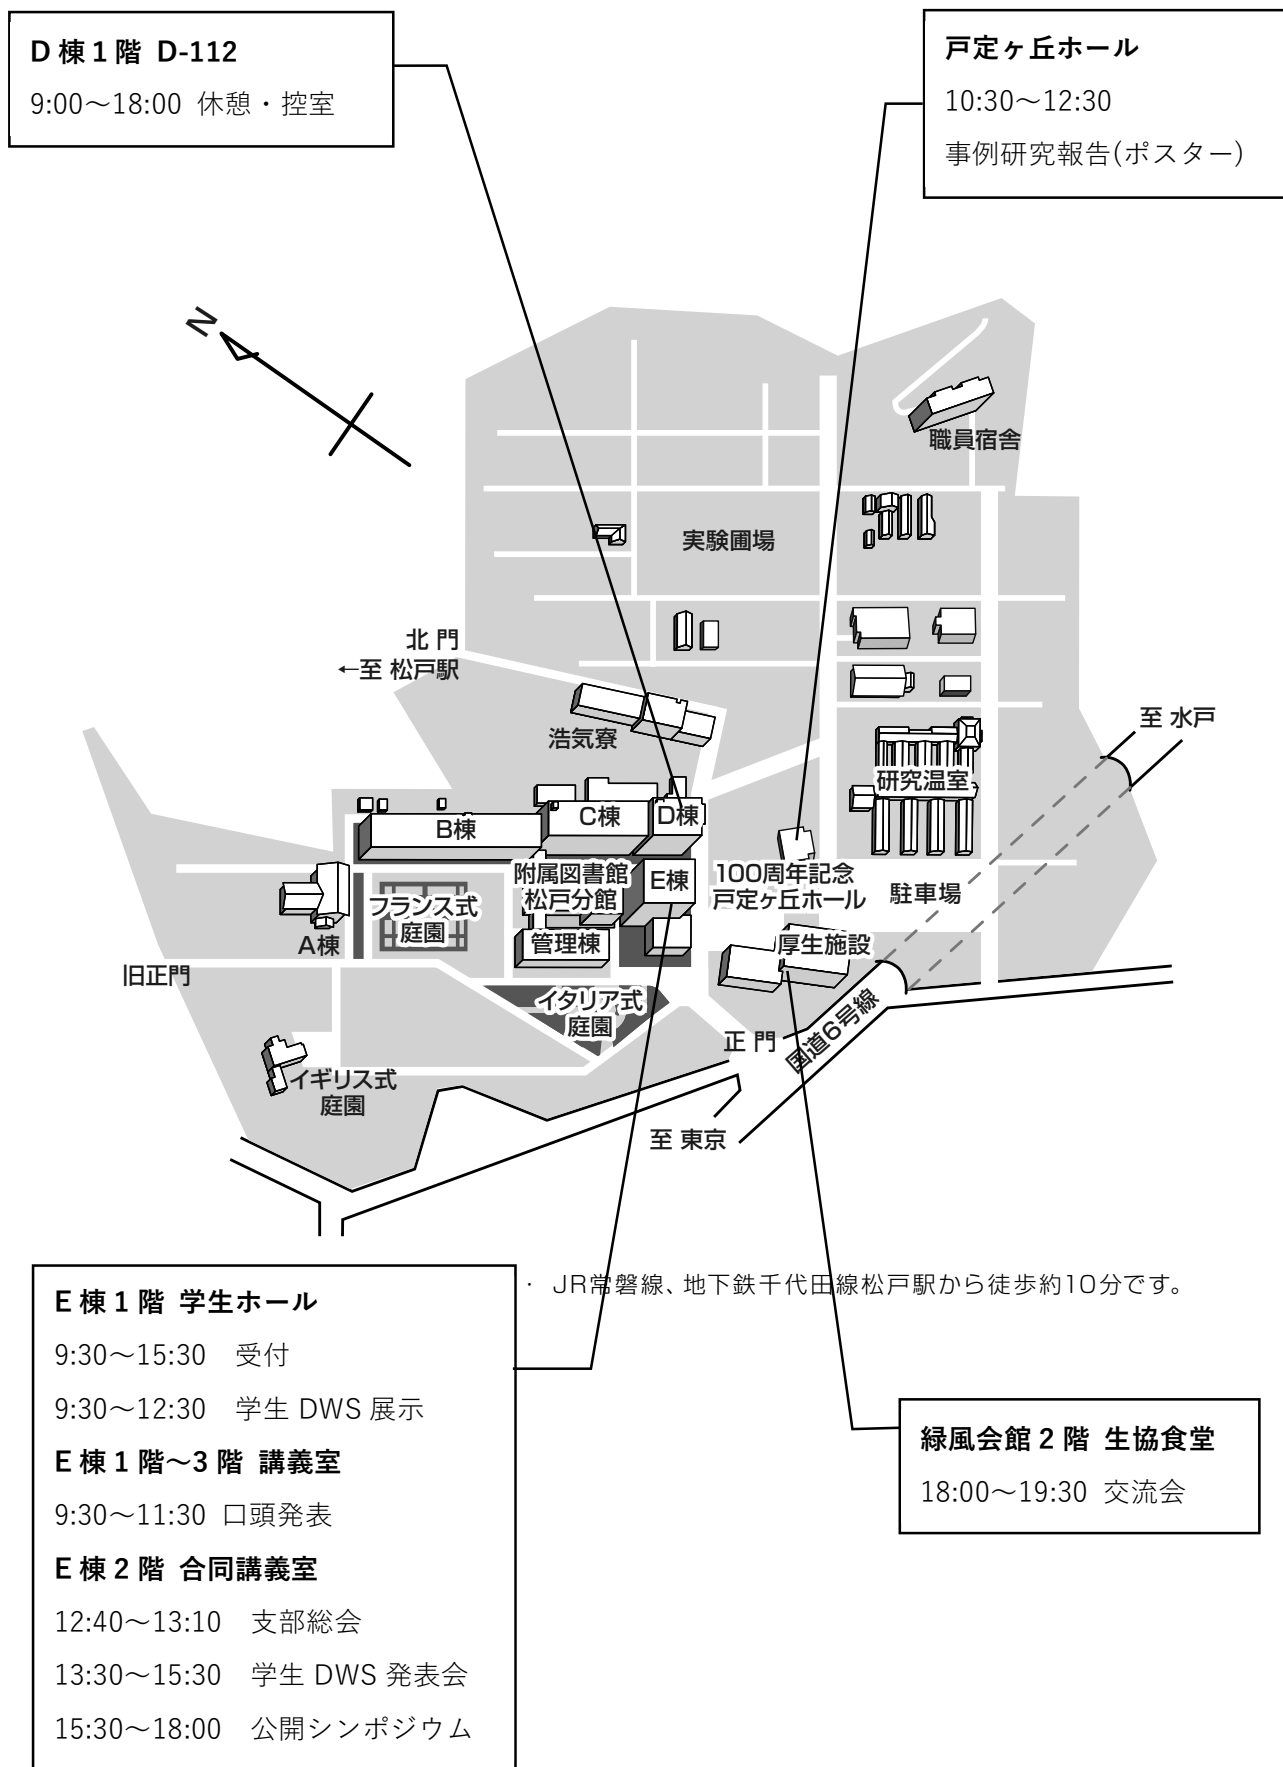 D 棟 1 階 D-112
9:00～18:00 休憩・控室
戸定ヶ丘ホール
10:30～12:30
事例研究報告(ポスター)
N
職員宿舎
実験圃場
北 門
←至 松戸駅
浩気寮
至 水戸
研究温室
B棟
C棟
D棟
附属図書館
松戸分館
E棟
100周年記念
戸定ヶ丘ホール
駐車場
フランス式
庭園
A棟
管理棟
厚生施設
旧正門
イタリア式
庭園
正 門
国道6号線
イギリス式
庭園
至 東京
・ JR常磐線、地下鉄千代田線松戸駅から徒歩約10分です。
E 棟 1 階 学生ホール
9:30～15:30 受付
9:30～12:30 学生 DWS 展示
E 棟 1 階～3 階 講義室
9:30～11:30 口頭発表
E 棟 2 階 合同講義室
12:40～13:10 支部総会
13:30～15:30 学生 DWS 発表会
15:30～18:00 公開シンポジウム
緑風会館 2 階 生協食堂
18:00～19:30 交流会